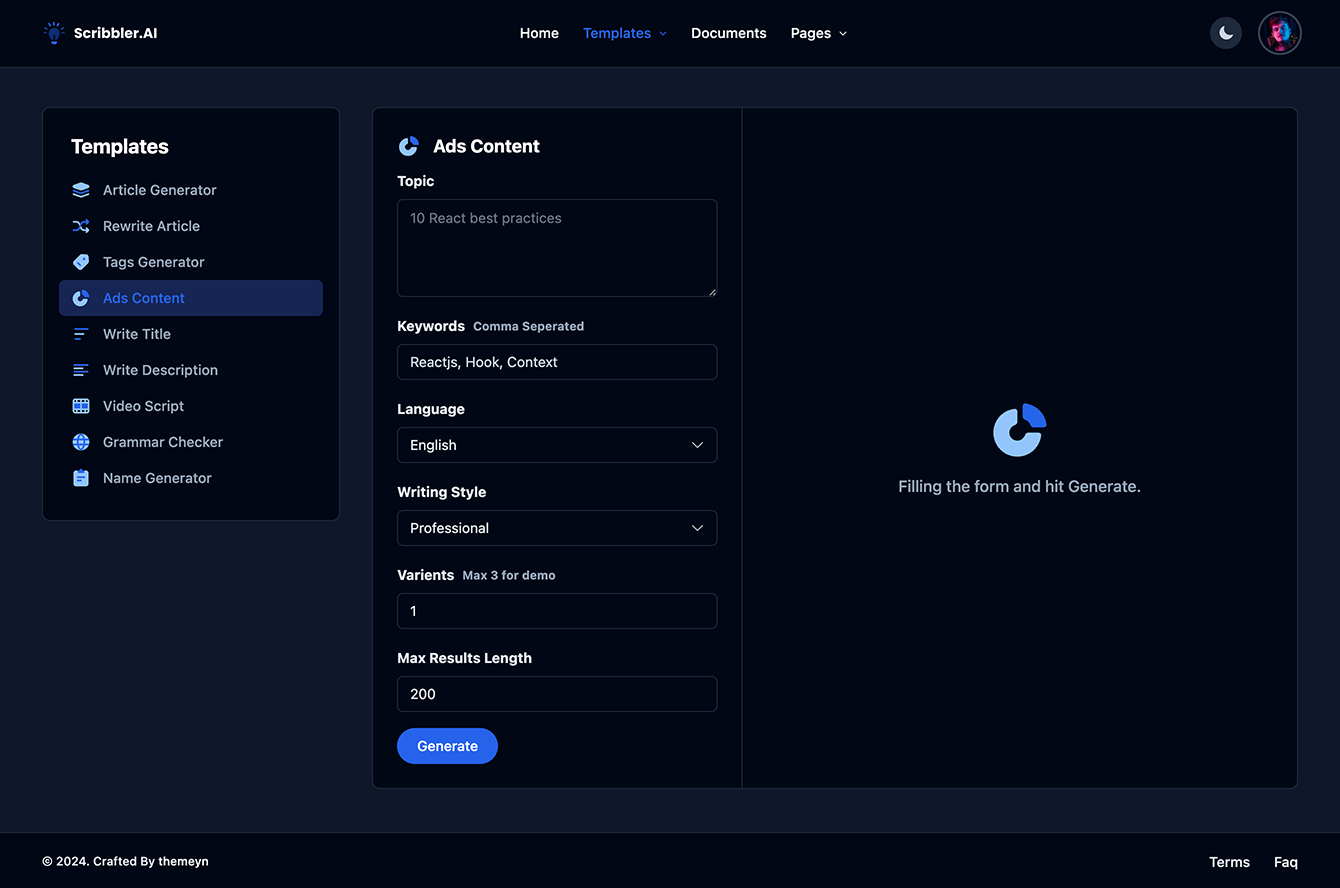 Scribbler.AI
Home
Templates
Documents
Pages
Templates
Article Generator
Rewrite Article
Tags Generator
Ads Content
Write Title
Write Description
Video Script
Grammar Checker
Name Generator
Ads Content
Topic
10 React best practices
Keywords Comma Seperated
Reactjs, Hook, Context
Language
English
Writing Style
Professional
Varients Max 3 for demo
1
Max Results Length
200
Generate
Filling the form and hit Generate.
© 2024. Crafted By themeyn
Terms
Faq